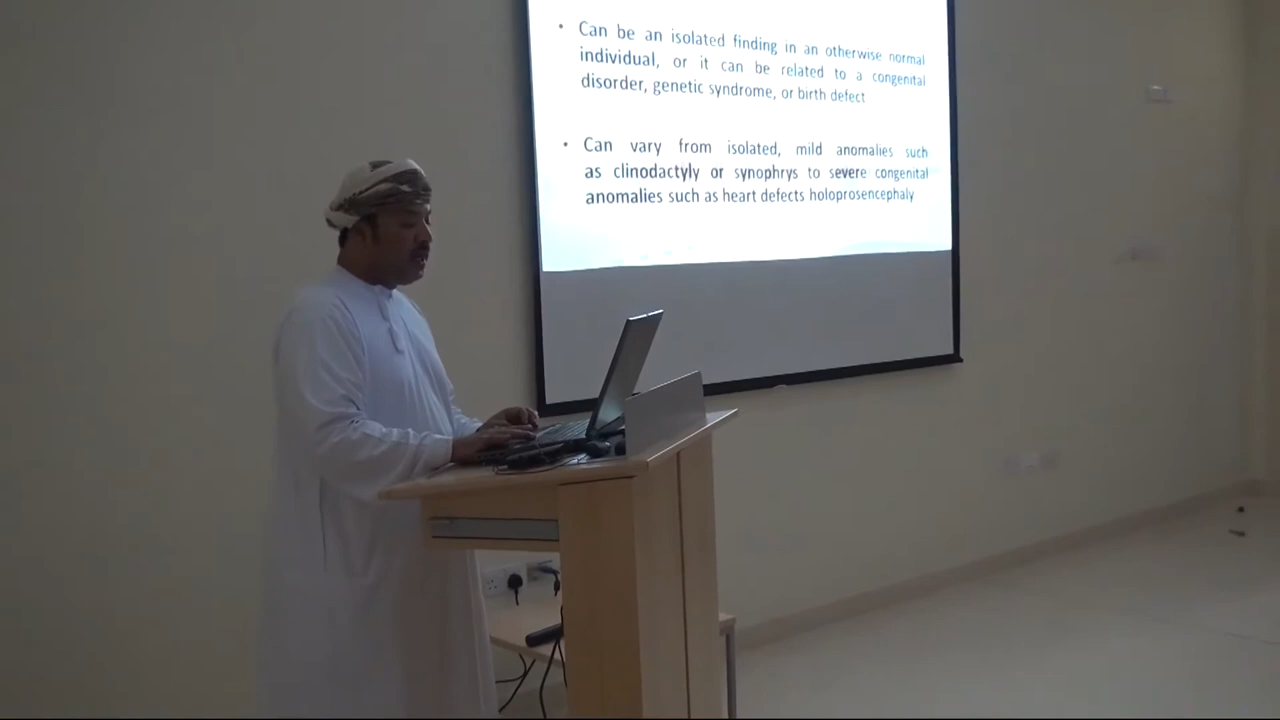 • Can be an isolated finding in an otherwise normal
individual, or it can be related to a congenital
disorder, genetic syndrome, or birth defect
• Can vary from isolated, mild anomalies such
as clinodactyly or synophrys to severe congenital
anomalies such as heart defects holoprosencephaly